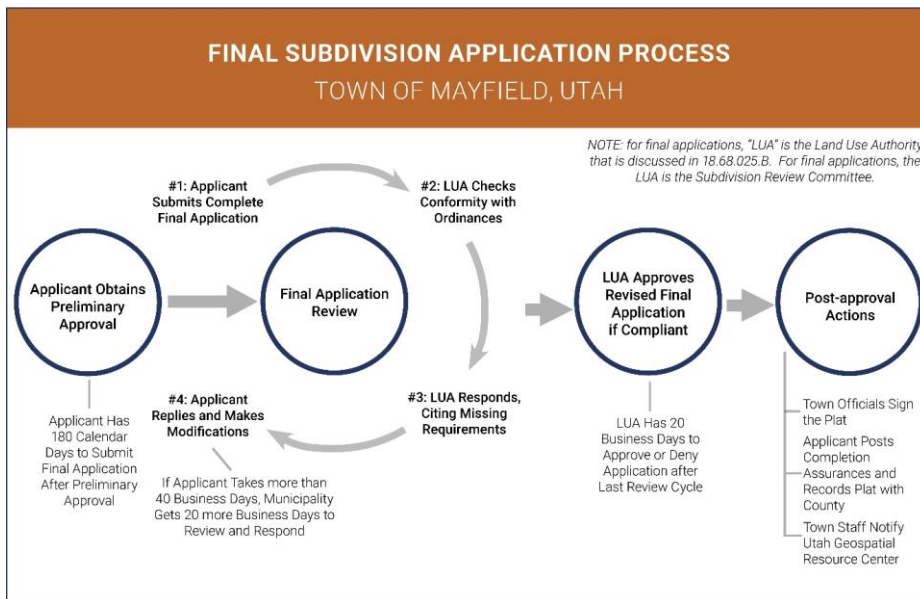 FINAL SUBDIVISION APPLICATION PROCESS
TOWN OF MAYFIELD, UTAH
NOTE: for final applications, “LUA” is the Land Use Authority
that is discussed in 18.68.025.B. For final applications, the
LUA is the Subdivision Review Committee.
#1: Applicant
Submits Complete
Final Application
#2: LUA Checks
Conformity with
Ordinances
Applicant Obtains
Preliminary
Approval
Final Application
Review
LUA Approves
Revised Final
Application
if Compliant
Post-approval
Actions
#4: Applicant
Replies and Makes
Modifications
#3: LUA Responds,
Citing Missing
Requirements
Applicant Has
180 Calendar
Days to Submit
Final Application
After Preliminary
Approval
If Applicant Takes more than
40 Business Days, Municipality
Gets 20 more Business Days to
Review and Respond
LUA Has 20
Business Days to
Approve or Deny
Application after
Last Review Cycle
Town Officials Sign
the Plat
Applicant Posts
Completion
Assurances and
Records Plat with
County
Town Staff Notify
Utah Geospatial
Resource Center